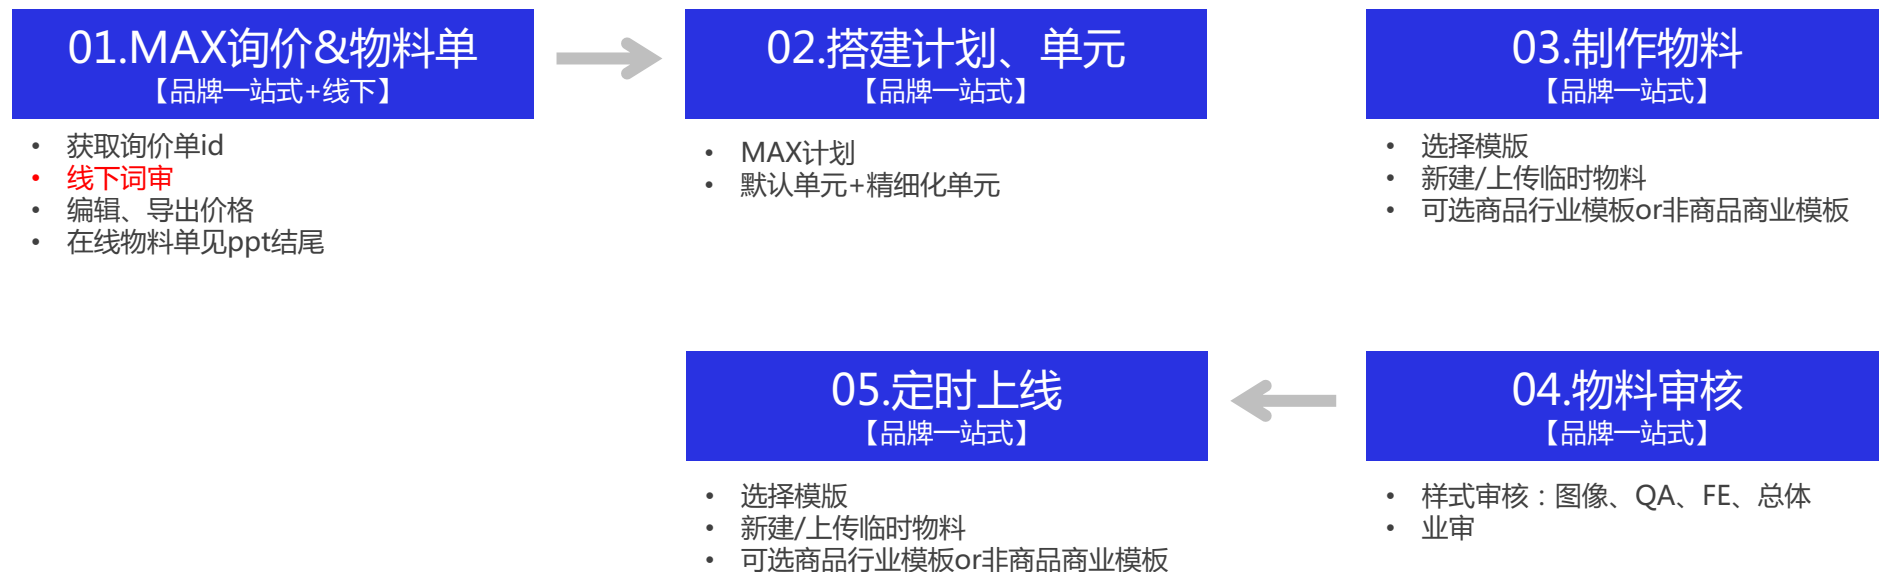 01.MAX询价&物料单
【品牌一站式+线下】
• 获取询价单id
• 线下词审
• 编辑、导出价格
• 在线物料单见ppt结尾
02.搭建计划、单元
【品牌一站式】
• MAX计划
• 默认单元+精细化单元
03.制作物料
【品牌一站式】
• 选择模版
• 新建/上传临时物料
• 可选商品行业模板or非商品商业模板
04.物料审核
【品牌一站式】
• 样式审核：图像、QA、FE、总体
• 业审
05.定时上线
【品牌一站式】
• 选择模版
• 新建/上传临时物料
• 可选商品行业模板or非商品商业模板